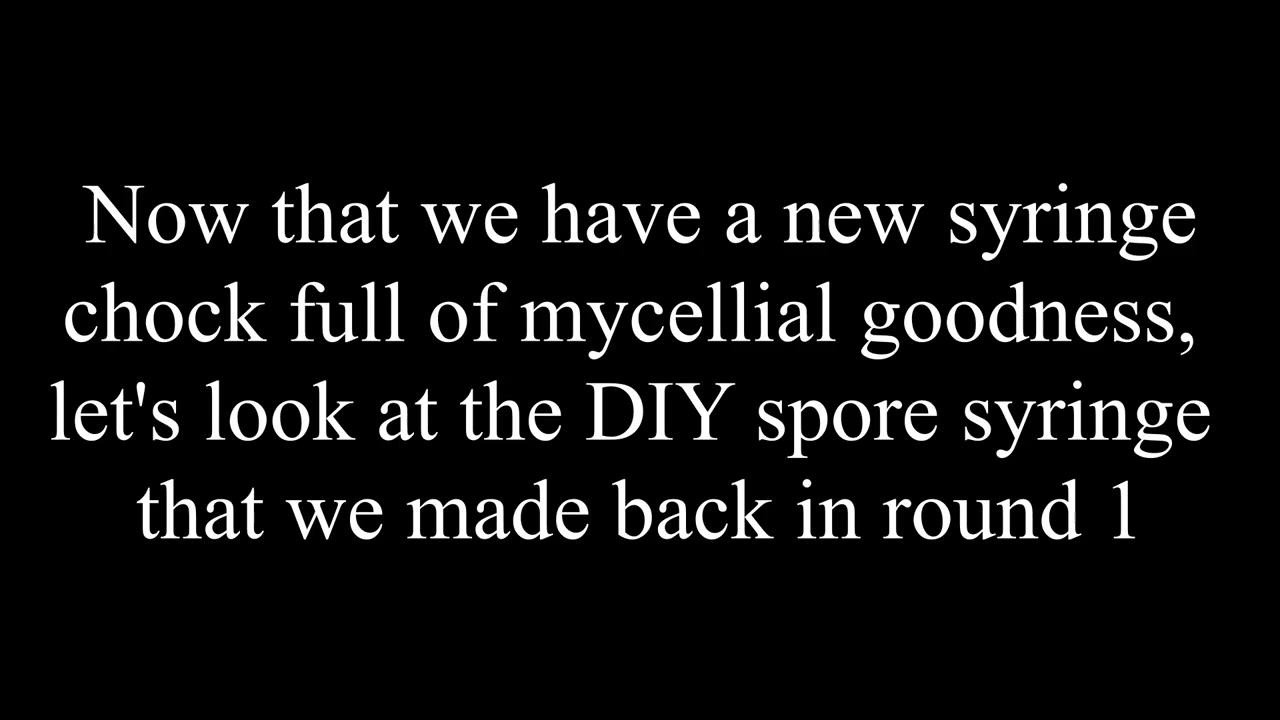 Now that we have a new syringe
chock full of mycellial goodness,
let's look at the DIY spore syringe
that we made back in round 1